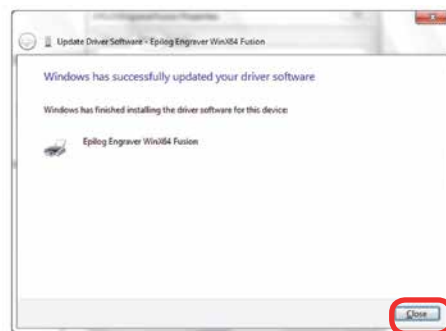 Update Driver Software - Epilog Engraver WinX64 Fusion
Windows has successfully updated your driver software
Windows has finished installing the driver software for this device:
Epilog Engraver WinX64 Fusion
Close